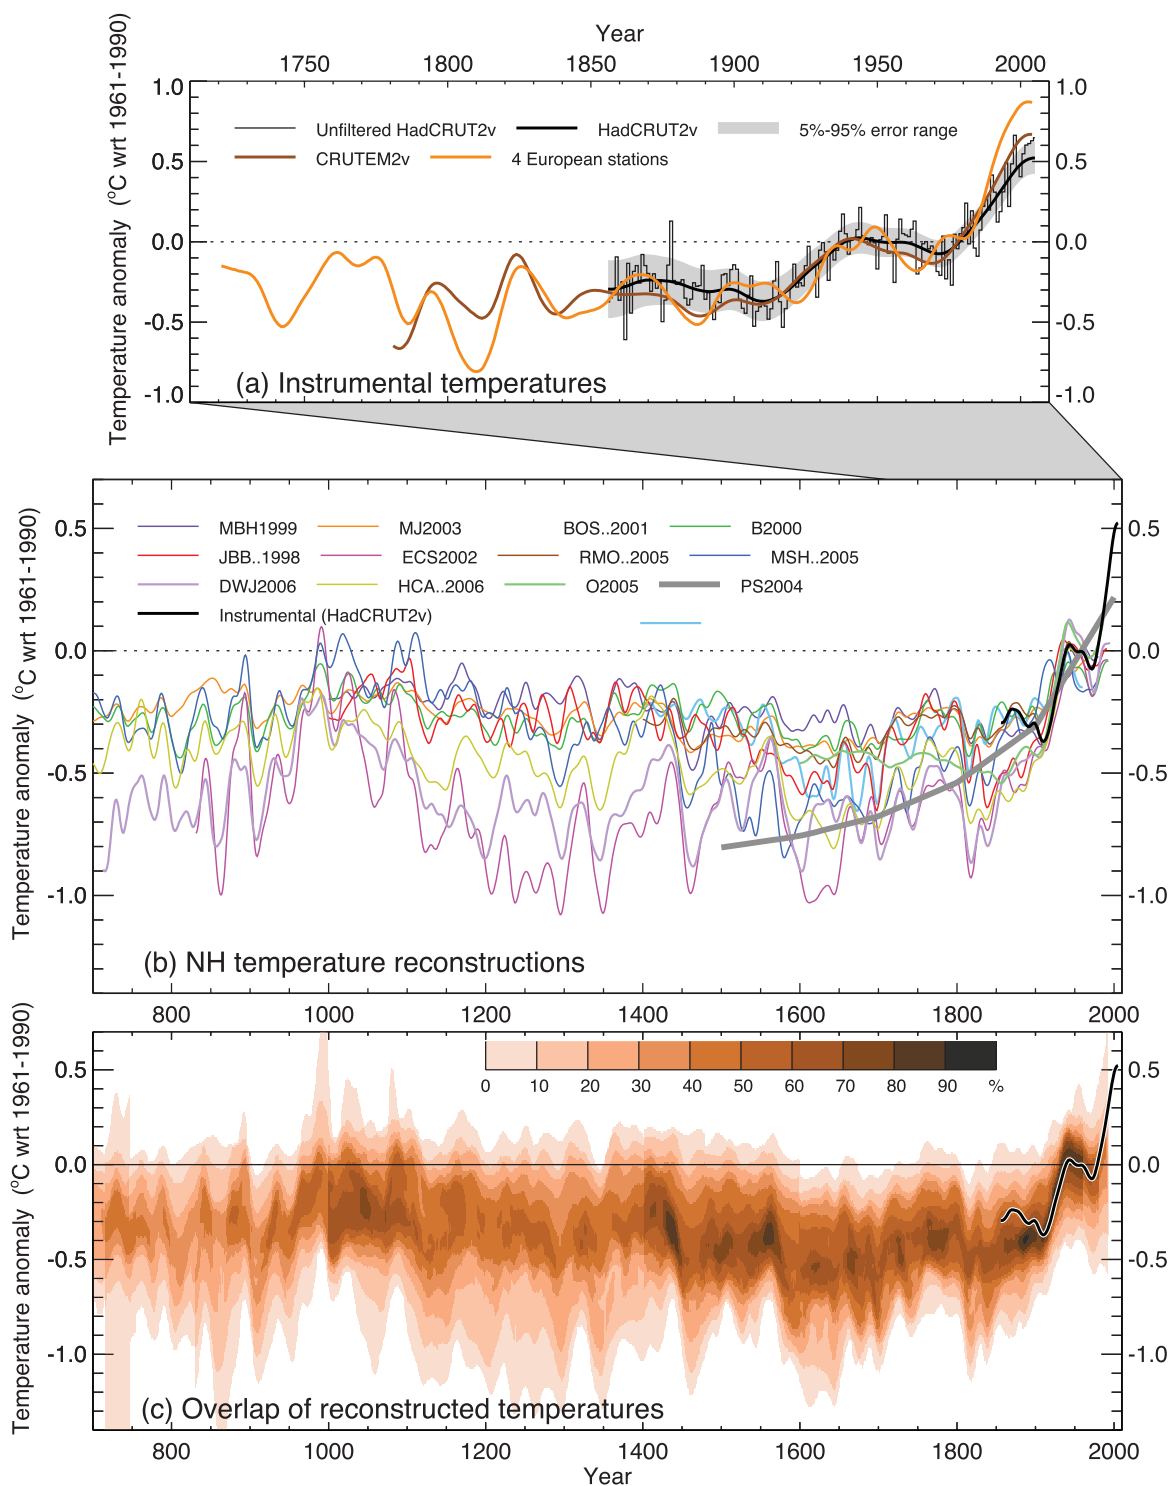 Year
1750 1800 1850 1900 1950 2000
Temperature anomaly (°C wrt 1961-1990)
1.0 1.0
Unfiltered HadCRUT2v HadCRUT2v 5%-95% error range
CRUTEM2v 4 European stations
0.5 0.5
0.0 0.0
-0.5 -0.5
-1.0 -1.0
(a) Instrumental temperatures
Temperature anomaly (°C wrt 1961-1990)
0.5 0.5
MBH1999 MJ2003 BOS..2001 B2000
JBB..1998 ECS2002 RMO..2005 MSH..2005
DWJ2006 HCA..2006 O2005 PS2004
Instrumental (HadCRUT2v)
0.0 0.0
-0.5 -0.5
-1.0 -1.0
(b) NH temperature reconstructions
800 1000 1200 1400 1600 1800 2000
Temperature anomaly (°C wrt 1961-1990)
0.5 0.5
0 10 20 30 40 50 60 70 80 90 %
0.0 0.0
-0.5 -0.5
-1.0 -1.0
(c) Overlap of reconstructed temperatures
800 1000 1200 1400 1600 1800 2000
Year